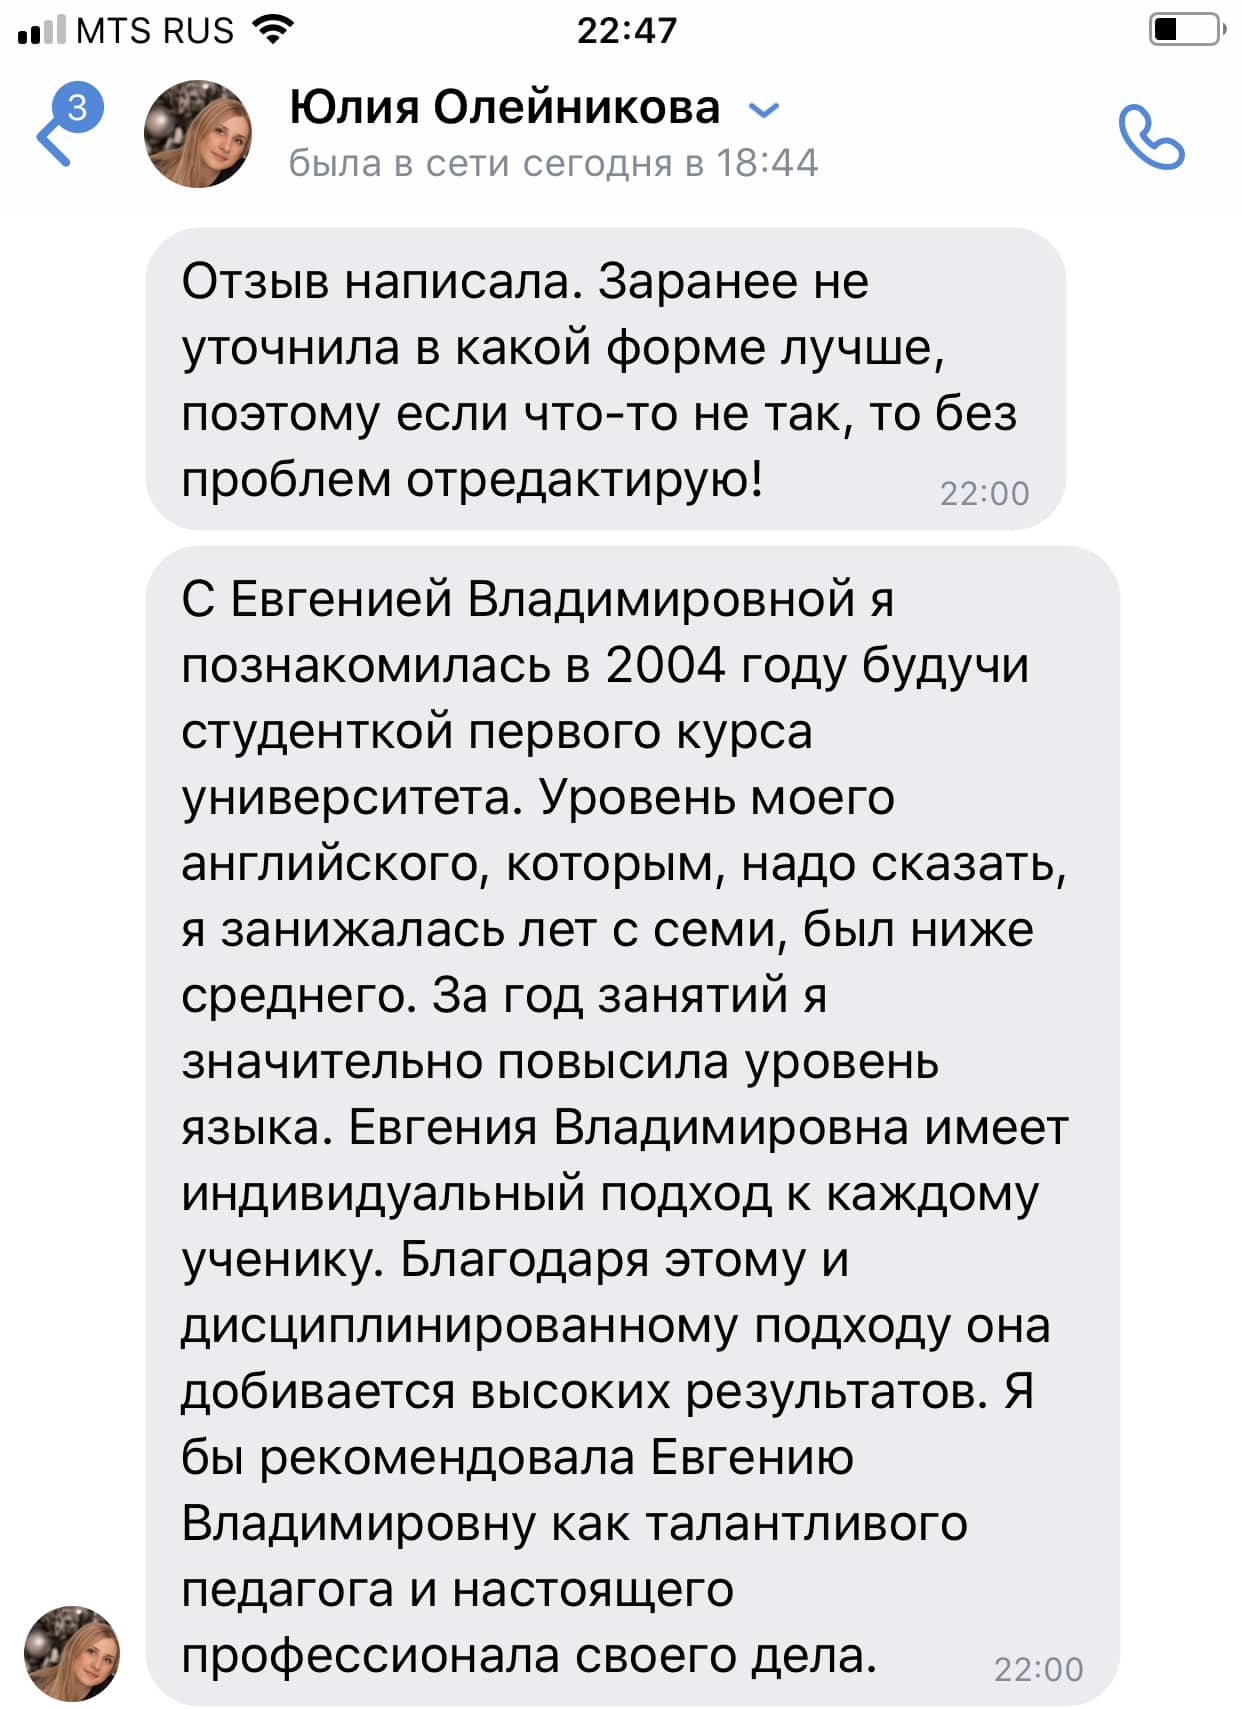 MTS RUS
22:47
3
Юлия Олейникова
была в сети сегодня в 18:44
Отзыв написала. Заранее не
уточнила в какой форме лучше,
поэтому если что-то не так, то без
проблем отредактирую!
22:00
С Евгенией Владимировной я
познакомилась в 2004 году будучи
студенткой первого курса
университета. Уровень моего
английского, которым, надо сказать,
я занижалась лет с семи, был ниже
среднего. За год занятий я
значительно повысила уровень
языка. Евгения Владимировна имеет
индивидуальный подход к каждому
ученику. Благодаря этому и
дисциплинированному подходу она
добивается высоких результатов. Я
бы рекомендовала Евгению
Владимировну как талантливого
педагога и настоящего
профессионала своего дела.
22:00